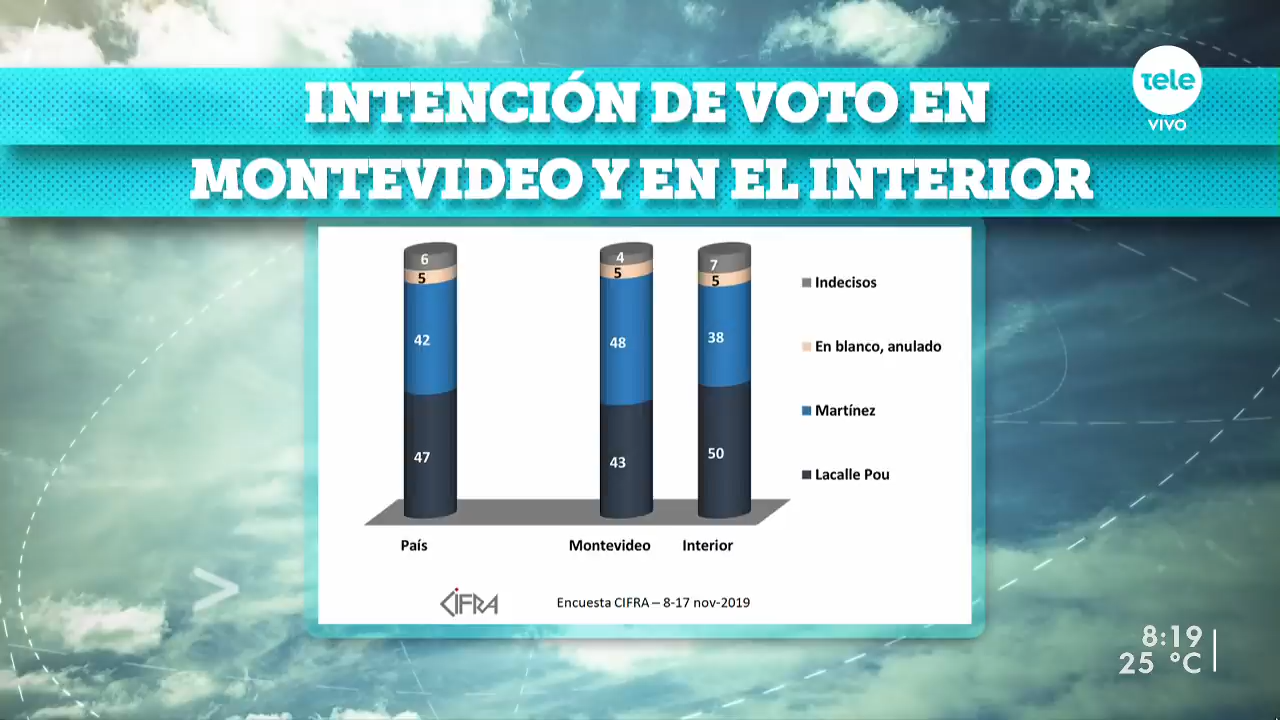 INTENCIÓN DE VOTO EN
MONTEVIDEO Y EN EL INTERIOR
tele
VIVO
6
5
42
47
4
5
48
43
7
5
38
50
Indecisos
En blanco, anulado
Martínez
Lacalle Pou
País
Montevideo
Interior
CIFRA
Encuesta CIFRA – 8-17 nov-2019
8:19
25 °C